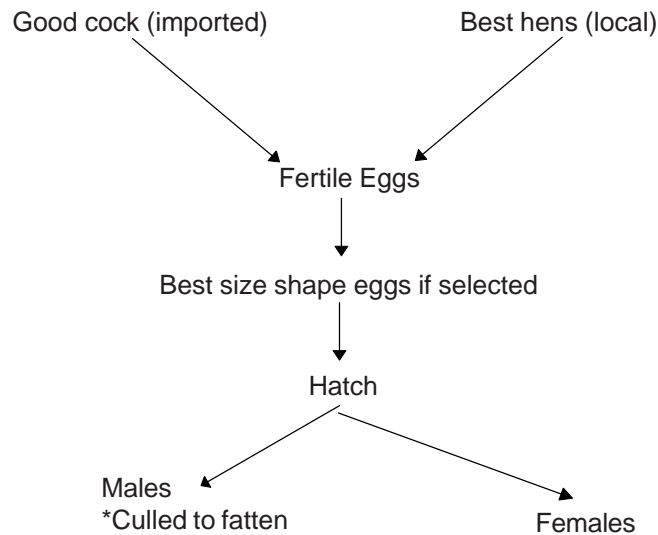 Good cock (imported)
Best hens (local)
Fertile Eggs
Best size shape eggs if selected
Hatch
Males
*Culled to fatten
Females